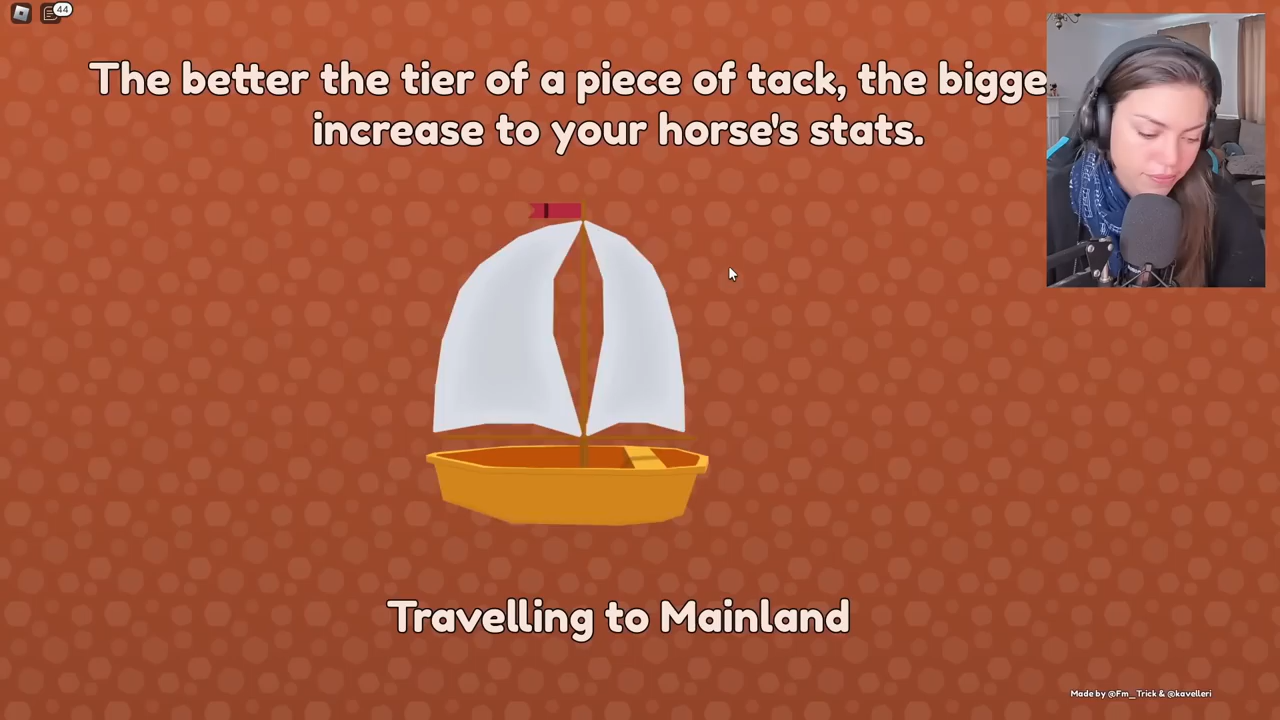 44
The better the tier of a piece of tack, the bigge
increase to your horse's stats.
Travelling to Mainland
Made by @Fm_Trick & @kavelleri